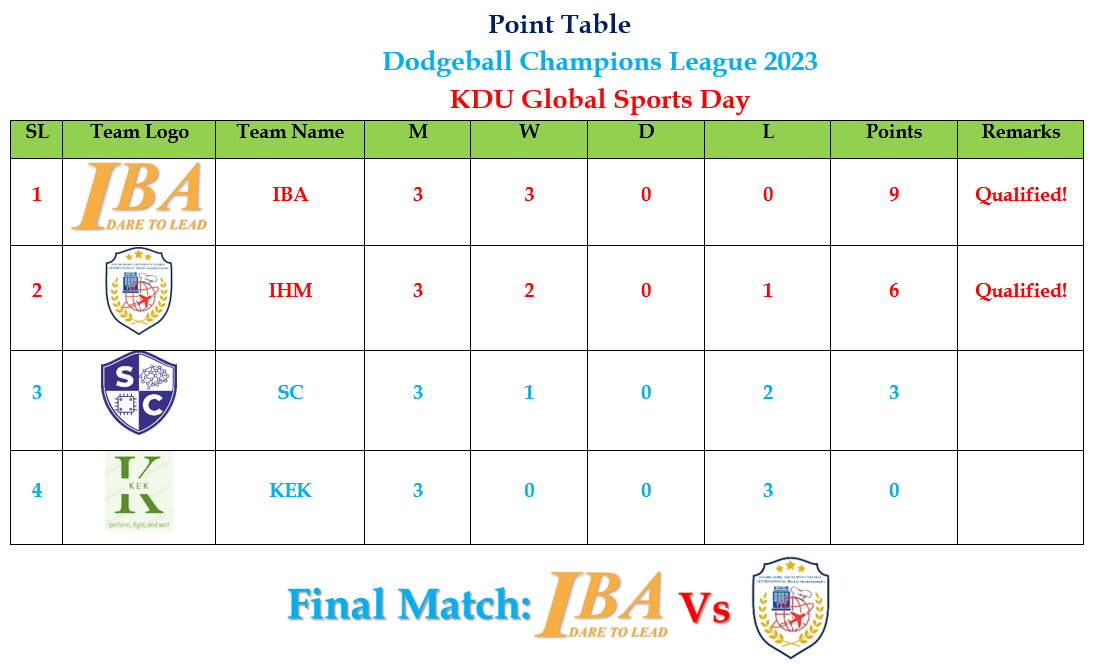 Point Table
Dodgeball Champions League 2023
KDU Global Sports Day
SL Team Logo Team Name M W D L Points Remarks
1 IBA DARE TO LEAD IBA 3 3 0 0 9 Qualified!
2 IHM 3 2 0 1 6 Qualified!
3 S C SC 3 1 0 2 3
4 K KEK perform, fight, and win! KEK 3 0 0 3 0
Final Match: IBA DARE TO LEAD Vs